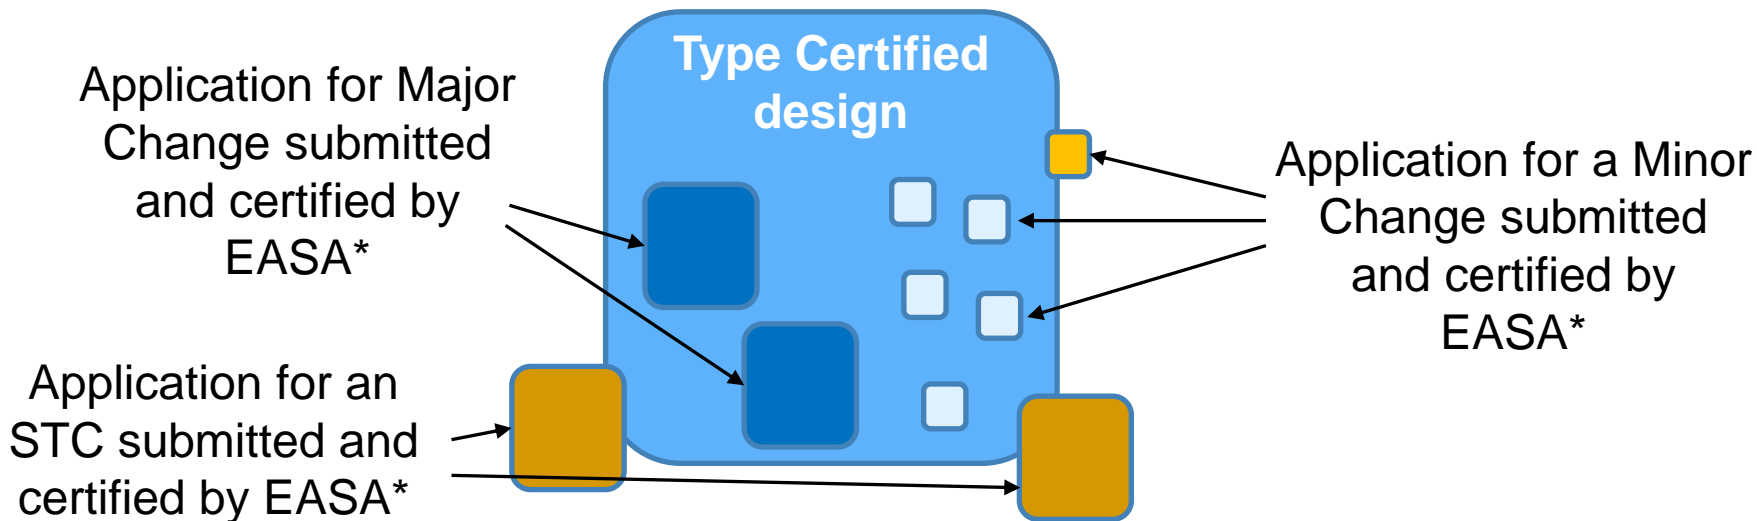 Type Certified
design
Application for Major
Change submitted
and certified by
EASA*
Application for a Minor
Change submitted
and certified by
EASA*
Application for an
STC submitted and
certified by EASA*